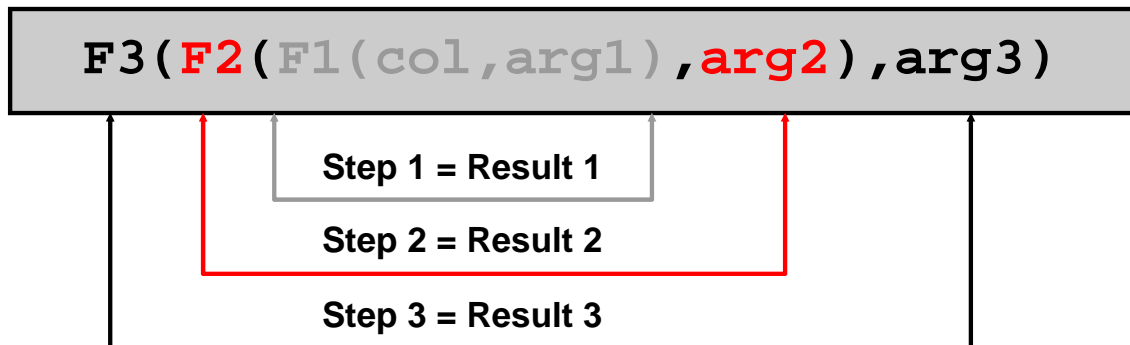 F3(F2(F1(col,arg1),arg2),arg3)
Step 1 = Result 1
Step 2 = Result 2
Step 3 = Result 3